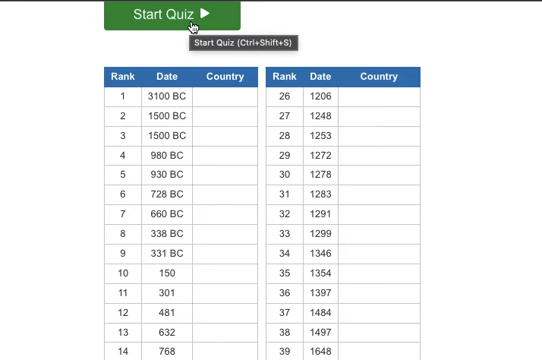 Start Quiz ▶
Start Quiz (Ctrl+Shift+S)
Rank Date Country Rank Date Country
1 3100 BC 26 1206
2 1500 BC 27 1248
3 1500 BC 28 1253
4 980 BC 29 1272
5 930 BC 30 1278
6 728 BC 31 1283
7 660 BC 32 1291
8 338 BC 33 1299
9 331 BC 34 1346
10 150 35 1354
11 301 36 1397
12 481 37 1484
13 632 38 1497
14 768 39 1648